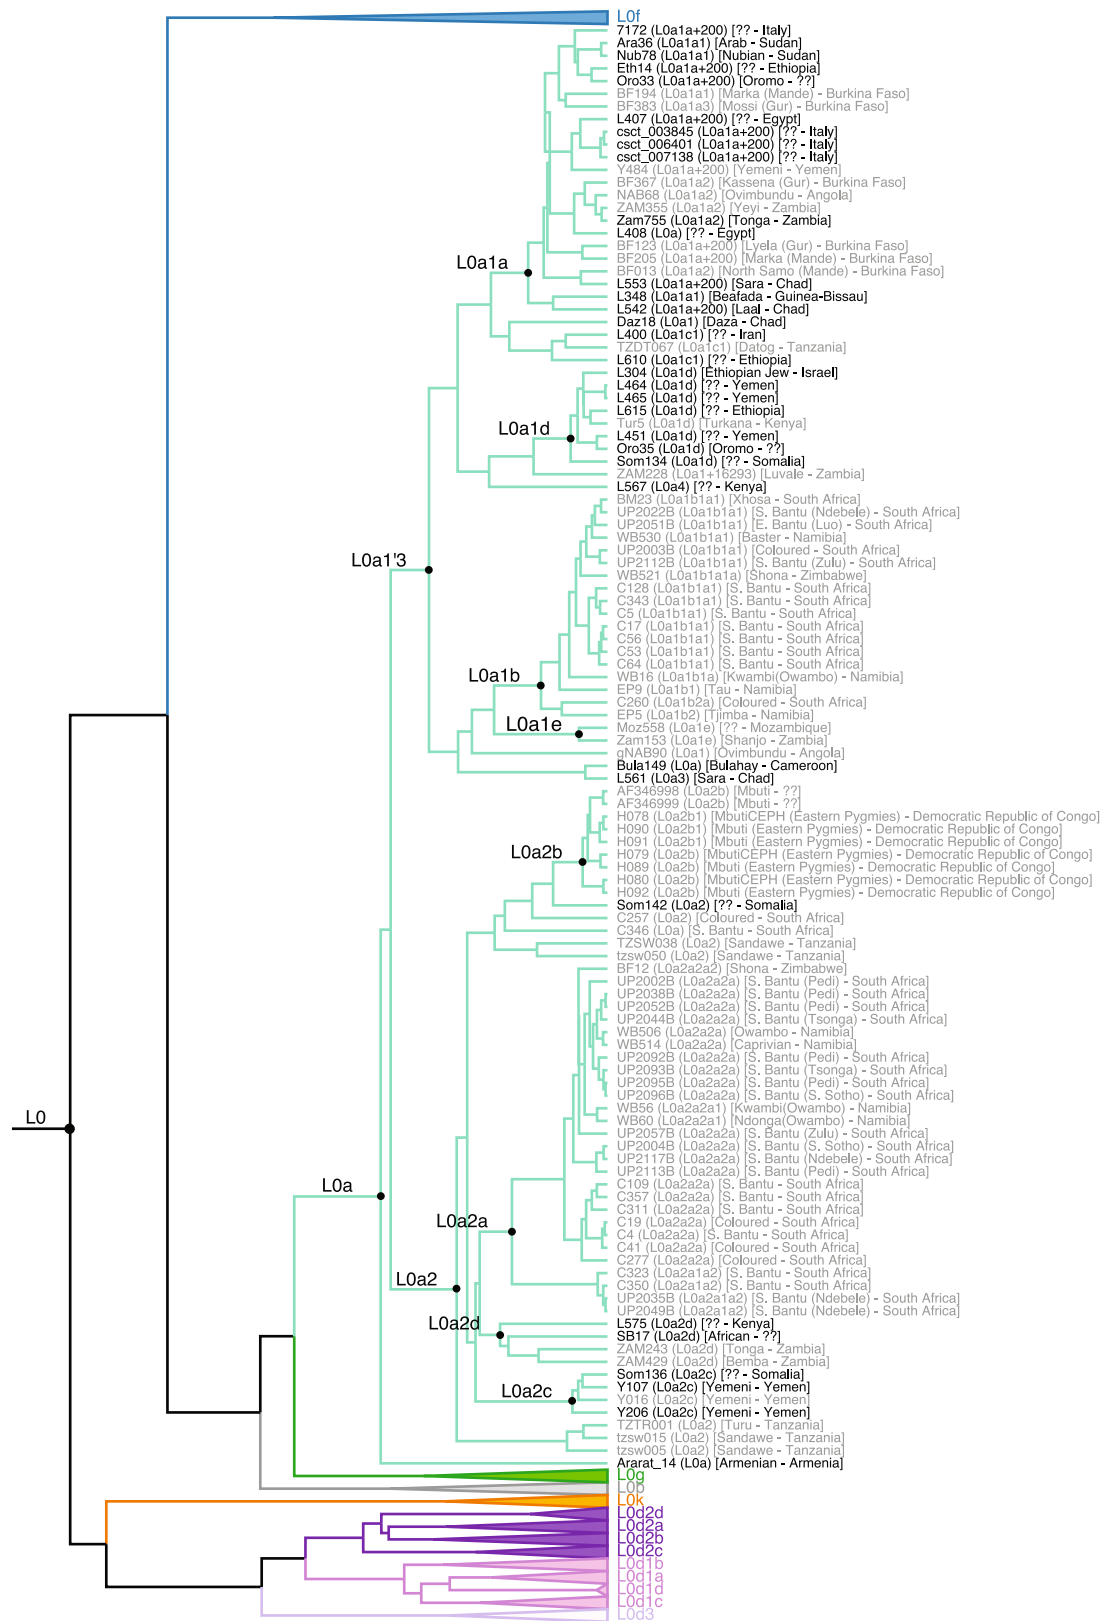 L0f
7172 (L0a1a+200) [?? - Italy]
Ara36 (L0a1a1) [Arab - Sudan]
Nub78 (L0a1a1) [Nubian - Sudan]
Eth14 (L0a1a+200) [?? - Ethiopia]
Oro33 (L0a1a+200) [Oromo - ??]
BF194 (L0a1a1) [Marka (Mande) - Burkina Faso]
BF383 (L0a1a3) [Mossi (Gur) - Burkina Faso]
L407 (L0a1a+200) [?? - Egypt]
csct_003845 (L0a1a+200) [?? - Italy]
csct_006401 (L0a1a+200) [?? - Italy]
csct_007138 (L0a1a+200) [?? - Italy]
Y484 (L0a1a+200) [Yemeni - Yemen]
BF367 (L0a1a2) [Kassena (Gur) - Burkina Faso]
NAB68 (L0a1a2) [Ovimbundu - Angola]
ZAM355 (L0a1a2) [Yeyi - Zambia]
Zam755 (L0a1a2) [Tonga - Zambia]
L408 (L0a) [?? - Egypt]
BF123 (L0a1a+200) [Lyela (Gur) - Burkina Faso]
BF205 (L0a1a+200) [Marka (Mande) - Burkina Faso]
L0a1a
BF013 (L0a1a2) [North Samo (Mande) - Burkina Faso]
L553 (L0a1a+200) [Sara - Chad]
L348 (L0a1a1) [Beafada - Guinea-Bissau]
L542 (L0a1a+200) [Laal - Chad]
Daz18 (L0a1) [Daza - Chad]
L400 (L0a1c1) [?? - Iran]
TZDT067 (L0a1c1) [Datog - Tanzania]
L610 (L0a1c1) [?? - Ethiopia]
L304 (L0a1d) [Ethiopian Jew - Israel]
L464 (L0a1d) [?? - Yemen]
L465 (L0a1d) [?? - Yemen]
L615 (L0a1d) [?? - Ethiopia]
Tur5 (L0a1d) [Turkana - Kenya]
L0a1d
L451 (L0a1d) [?? - Yemen]
Oro35 (L0a1d) [Oromo - ??]
Som134 (L0a1d) [?? - Somalia]
ZAM228 (L0a1+16293) [Luvale - Zambia]
L567 (L0a4) [?? - Kenya]
BM23 (L0a1b1a1) [Xhosa - South Africa]
UP2022B (L0a1b1a1) [S. Bantu (Ndebele) - South Africa]
UP2051B (L0a1b1a1) [E. Bantu (Luo) - South Africa]
WB530 (L0a1b1a1) [Baster - Namibia]
UP2003B (L0a1b1a1) [Coloured - South Africa]
L0a1'3
UP2112B (L0a1b1a1) [S. Bantu (Zulu) - South Africa]
WB521 (L0a1b1a1a) [Shona - Zimbabwe]
C128 (L0a1b1a1) [S. Bantu - South Africa]
C343 (L0a1b1a1) [S. Bantu - South Africa]
C5 (L0a1b1a1) [S. Bantu - South Africa]
C17 (L0a1b1a1) [S. Bantu - South Africa]
C56 (L0a1b1a1) [S. Bantu - South Africa]
C53 (L0a1b1a1) [S. Bantu - South Africa]
C64 (L0a1b1a1) [S. Bantu - South Africa]
L0a1b
WB16 (L0a1b1a) [Kwambi(Owambo) - Namibia]
EP9 (L0a1b1) [Tau - Namibia]
C260 (L0a1b2a) [Coloured - South Africa]
EP5 (L0a1b2) [Tjimba - Namibia]
L0a1e
Moz558 (L0a1e) [?? - Mozambique]
Zam153 (L0a1e) [Shanjo - Zambia]
gNAB90 (L0a1) [Ovimbundu - Angola]
Bula149 (L0a) [Bulahay - Cameroon]
L561 (L0a3) [Sara - Chad]
AF346998 (L0a2b) [Mbuti - ??]
AF346999 (L0a2b) [Mbuti - ??]
H078 (L0a2b1) [MbutiCEPH (Eastern Pygmies) - Democratic Republic of Congo]
H090 (L0a2b1) [Mbuti (Eastern Pygmies) - Democratic Republic of Congo]
H091 (L0a2b1) [Mbuti (Eastern Pygmies) - Democratic Republic of Congo]
L0a2b
H079 (L0a2b) [MbutiCEPH (Eastern Pygmies) - Democratic Republic of Congo]
H089 (L0a2b) [Mbuti (Eastern Pygmies) - Democratic Republic of Congo]
H080 (L0a2b) [MbutiCEPH (Eastern Pygmies) - Democratic Republic of Congo]
H092 (L0a2b) [Mbuti (Eastern Pygmies) - Democratic Republic of Congo]
Som142 (L0a2) [?? - Somalia]
C257 (L0a2) [Coloured - South Africa]
C346 (L0a) [S. Bantu - South Africa]
TZSW038 (L0a2) [Sandawe - Tanzania]
tzsw050 (L0a2) [Sandawe - Tanzania]
BF12 (L0a2a2a2) [Shona - Zimbabwe]
UP2002B (L0a2a2a) [S. Bantu (Pedi) - South Africa]
UP2038B (L0a2a2a) [S. Bantu (Pedi) - South Africa]
UP2052B (L0a2a2a) [S. Bantu (Pedi) - South Africa]
UP2044B (L0a2a2a) [S. Bantu (Tsonga) - South Africa]
WB506 (L0a2a2a) [Owambo - Namibia]
WB514 (L0a2a2a) [Caprivian - Namibia]
UP2092B (L0a2a2a) [S. Bantu (Pedi) - South Africa]
UP2093B (L0a2a2a) [S. Bantu (Tsonga) - South Africa]
UP2095B (L0a2a2a) [S. Bantu (Pedi) - South Africa]
UP2096B (L0a2a2a) [S. Bantu (S. Sotho) - South Africa]
WB56 (L0a2a2a1) [Kwambi(Owambo) - Namibia]
L0
WB60 (L0a2a2a1) [Ndonga(Owambo) - Namibia]
UP2057B (L0a2a2a) [S. Bantu (Zulu) - South Africa]
UP2004B (L0a2a2a) [S. Bantu (S. Sotho) - South Africa]
UP2117B (L0a2a2a) [S. Bantu (Ndebele) - South Africa]
UP2113B (L0a2a2a) [S. Bantu (Pedi) - South Africa]
L0a
C109 (L0a2a2a) [S. Bantu - South Africa]
C357 (L0a2a2a) [S. Bantu - South Africa]
C311 (L0a2a2a) [S. Bantu - South Africa]
L0a2a
C19 (L0a2a2a) [Coloured - South Africa]
C4 (L0a2a2a) [S. Bantu - South Africa]
C41 (L0a2a2a) [Coloured - South Africa]
C277 (L0a2a2a) [Coloured - South Africa]
C323 (L0a2a1a2) [S. Bantu - South Africa]
L0a2
C350 (L0a2a1a2) [S. Bantu - South Africa]
UP2035B (L0a2a1a2) [S. Bantu (Ndebele) - South Africa]
UP2049B (L0a2a1a2) [S. Bantu (Ndebele) - South Africa]
L0a2d
L575 (L0a2d) [?? - Kenya]
SB17 (L0a2d) [African - ??]
ZAM243 (L0a2d) [Tonga - Zambia]
ZAM429 (L0a2d) [Bemba - Zambia]
Som136 (L0a2c) [?? - Somalia]
L0a2c
Y107 (L0a2c) [Yemeni - Yemen]
Y016 (L0a2c) [Yemeni - Yemen]
Y206 (L0a2c) [Yemeni - Yemen]
TZTR001 (L0a2) [Turu - Tanzania]
tzsw015 (L0a2) [Sandawe - Tanzania]
tzsw005 (L0a2) [Sandawe - Tanzania]
Ararat_14 (L0a) [Armenian - Armenia]
L0g
L0b
L0k
L0d2d
L0d2a
L0d2b
L0d2c
L0d1b
L0d1a
L0d1d
L0d1c
L0d3